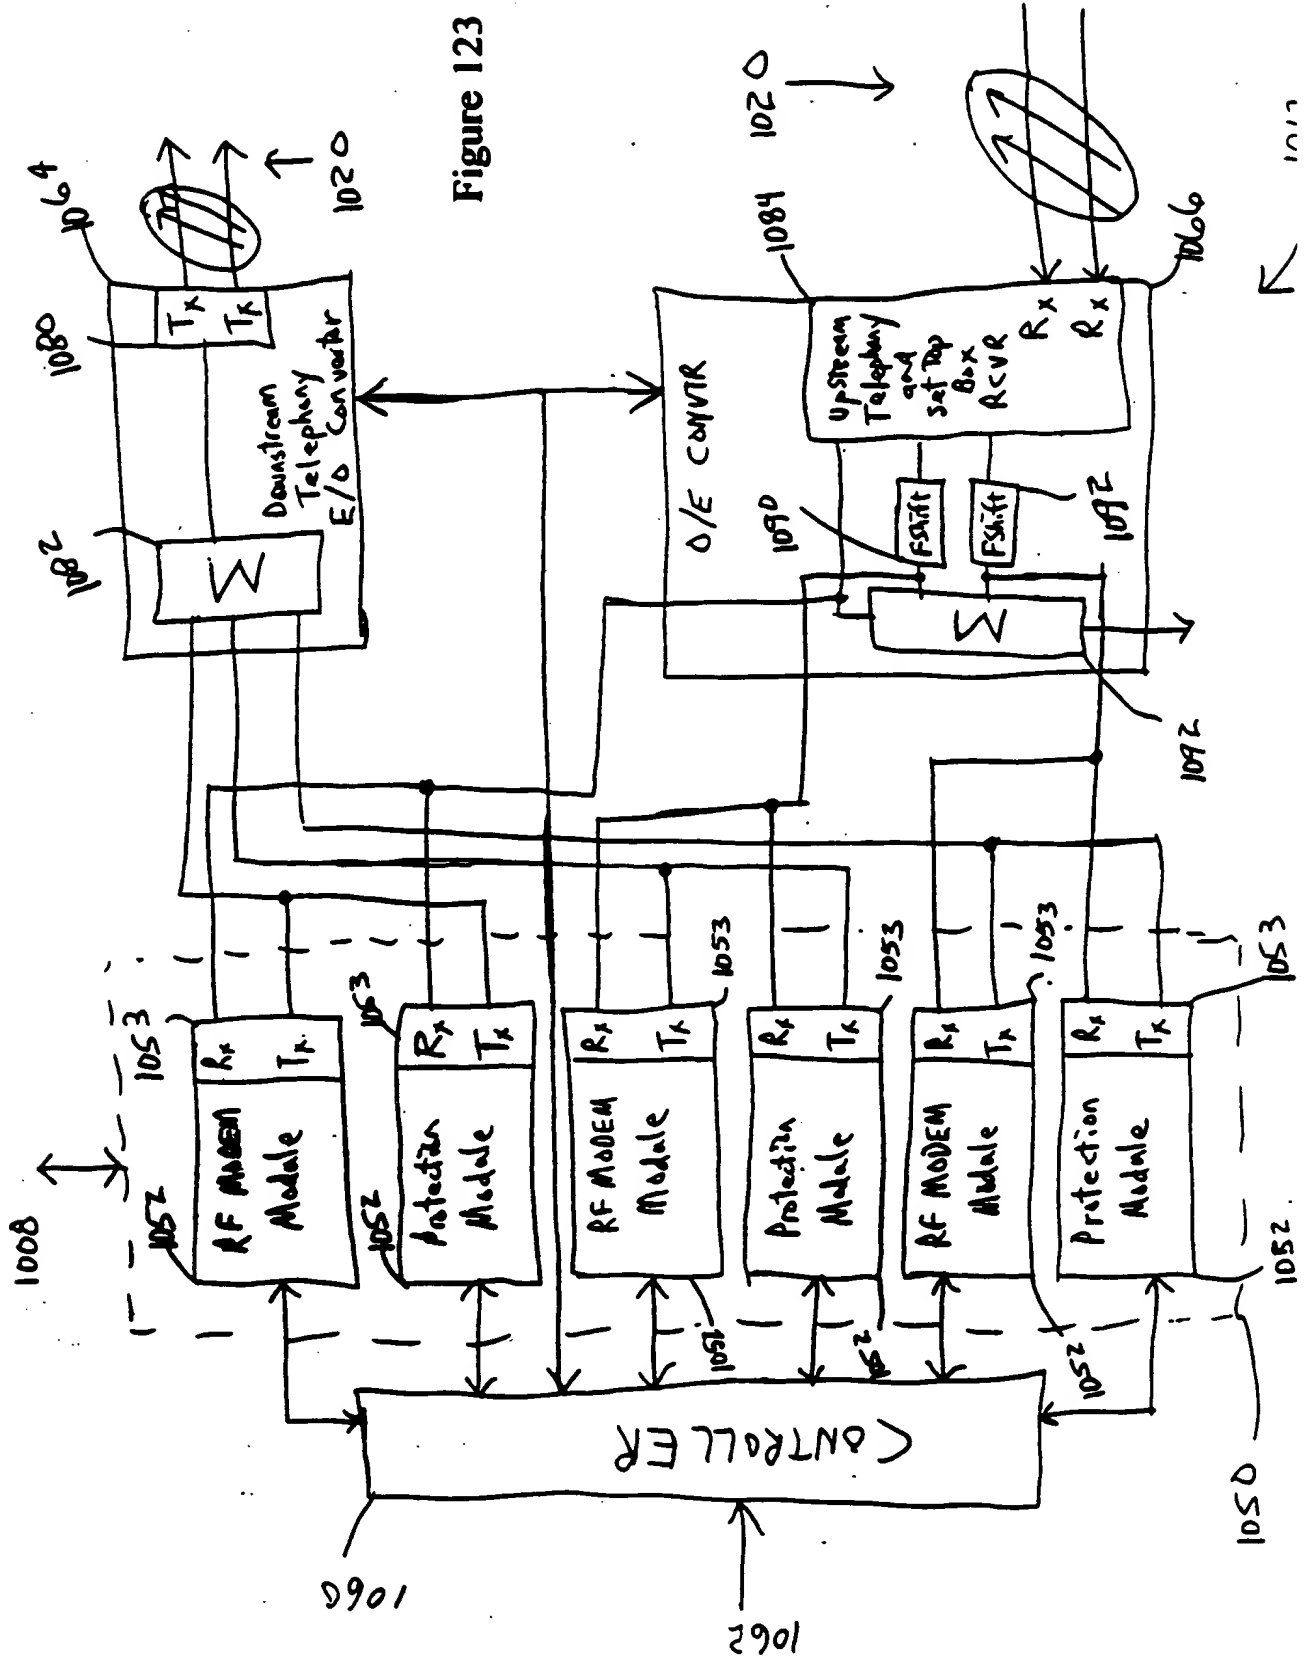 Figure 123
1008
1053
1052
RF MODEM
Module
Rx
Tx
1053
1052
Protection
Module
Rx
Tx
1053
1052
RF MODEM
Module
Rx
Tx
1053
1052
Protection
Module
Rx
Tx
1053
1052
RF MODEM
Module
Rx
Tx
1053
1052
Protection
Module
Rx
Tx
1050
CONTROLLER
1060
1062
1064
1080
Tx
Tx
1082
Σ
Downstream
Telephony
E/O Converter
1020
O/E CONVTR
1084
Upstream
Telephony
and
set Top
Box
RCVR
Rx
Rx
1066
1020
1090
FShift
FShift
1092
Σ
1092